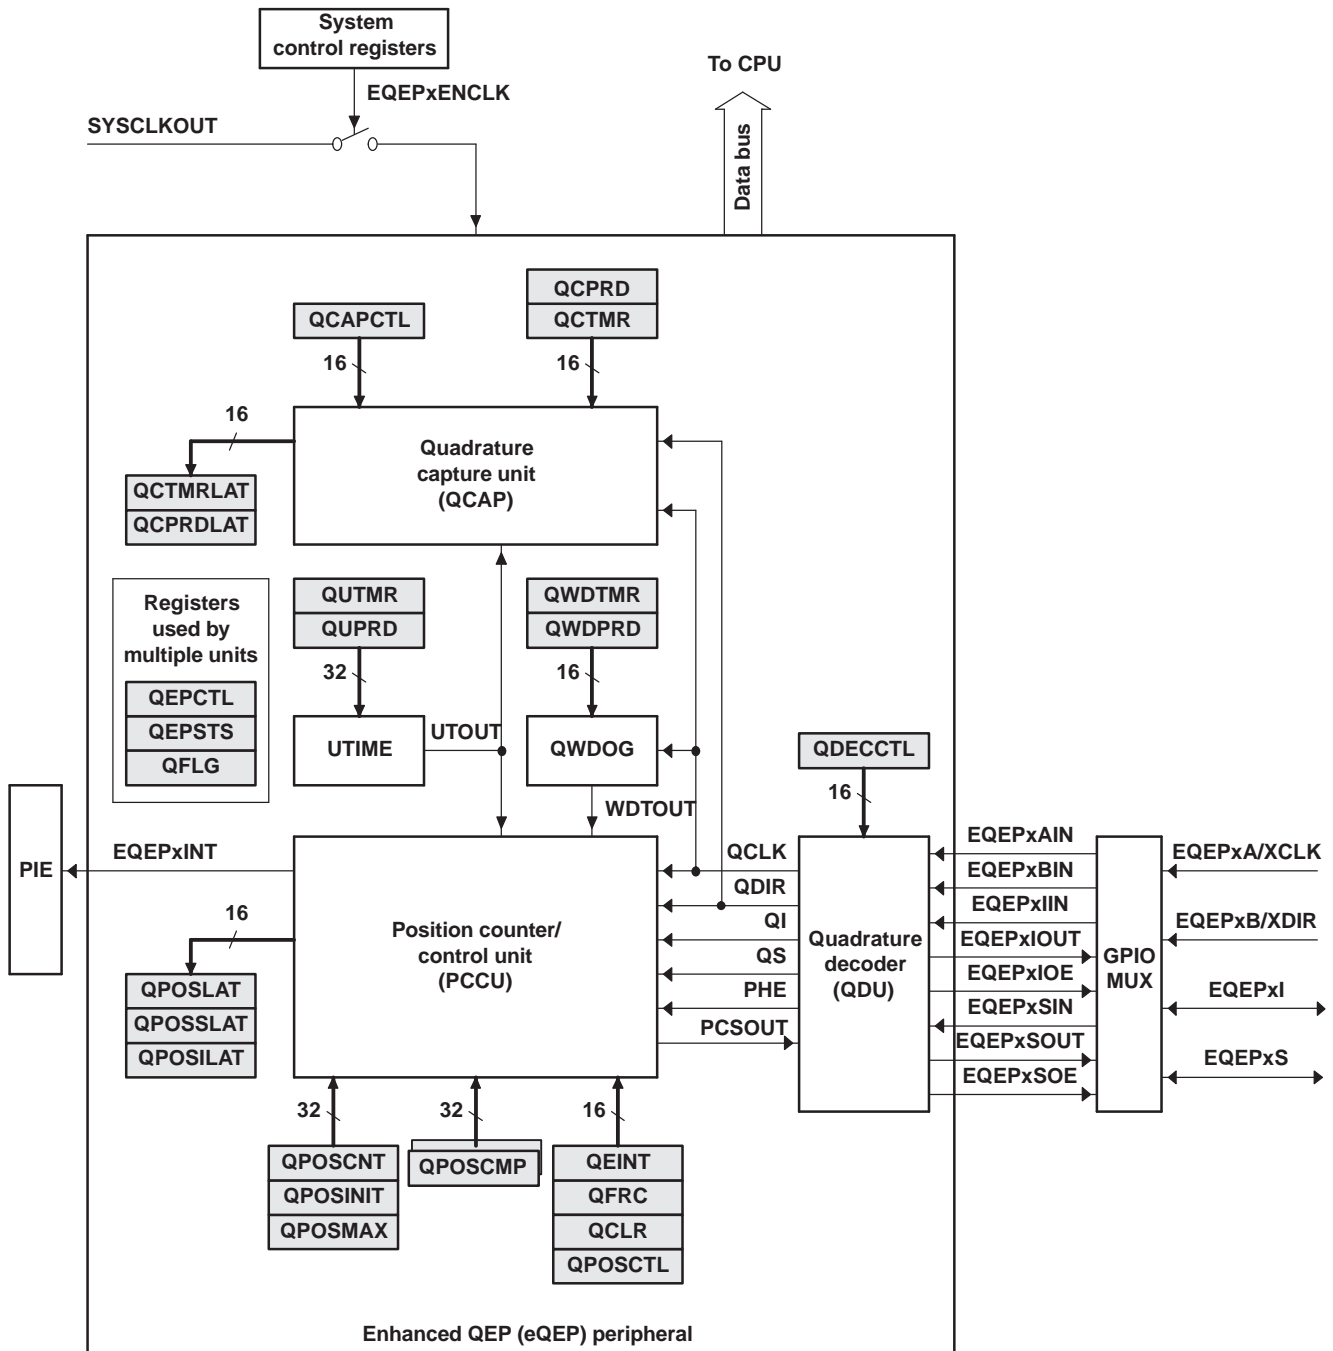 System
control registers
To CPU
EQEPxENCLK
SYSCLKOUT
Data bus
QCPRD
QCAPCTL
QCTMR
16
16
16
Quadrature
capture unit
(QCAP)
QCTMRLAT
QCPRDLAT
Registers
used by
multiple units
QEPCTL
QEPSTS
QFLG
QUTMR
QUPRD
32
UTIME
UTOUT
QWDTMR
QWDPRD
16
QWDOG
WDTOUT
QDECCTL
16
PIE
EQEPxINT
16
Position counter/
control unit
(PCCU)
QCLK
QDIR
QI
QS
PHE
PCSOUT
Quadrature
decoder
(QDU)
EQEPxAIN
EQEPxBIN
EQEPxIIN
EQEPxIOUT
EQEPxIOE
EQEPxSIN
EQEPxSOUT
EQEPxSOE
GPIO
MUX
EQEPxA/XCLK
EQEPxB/XDIR
EQEPxI
EQEPxS
QPOSLAT
QPOSSLAT
QPOSILAT
32
32
16
QPOSCNT
QPOSINIT
QPOSMAX
QPOSCMP
QEINT
QFRC
QCLR
QPOSCTL
Enhanced QEP (eQEP) peripheral